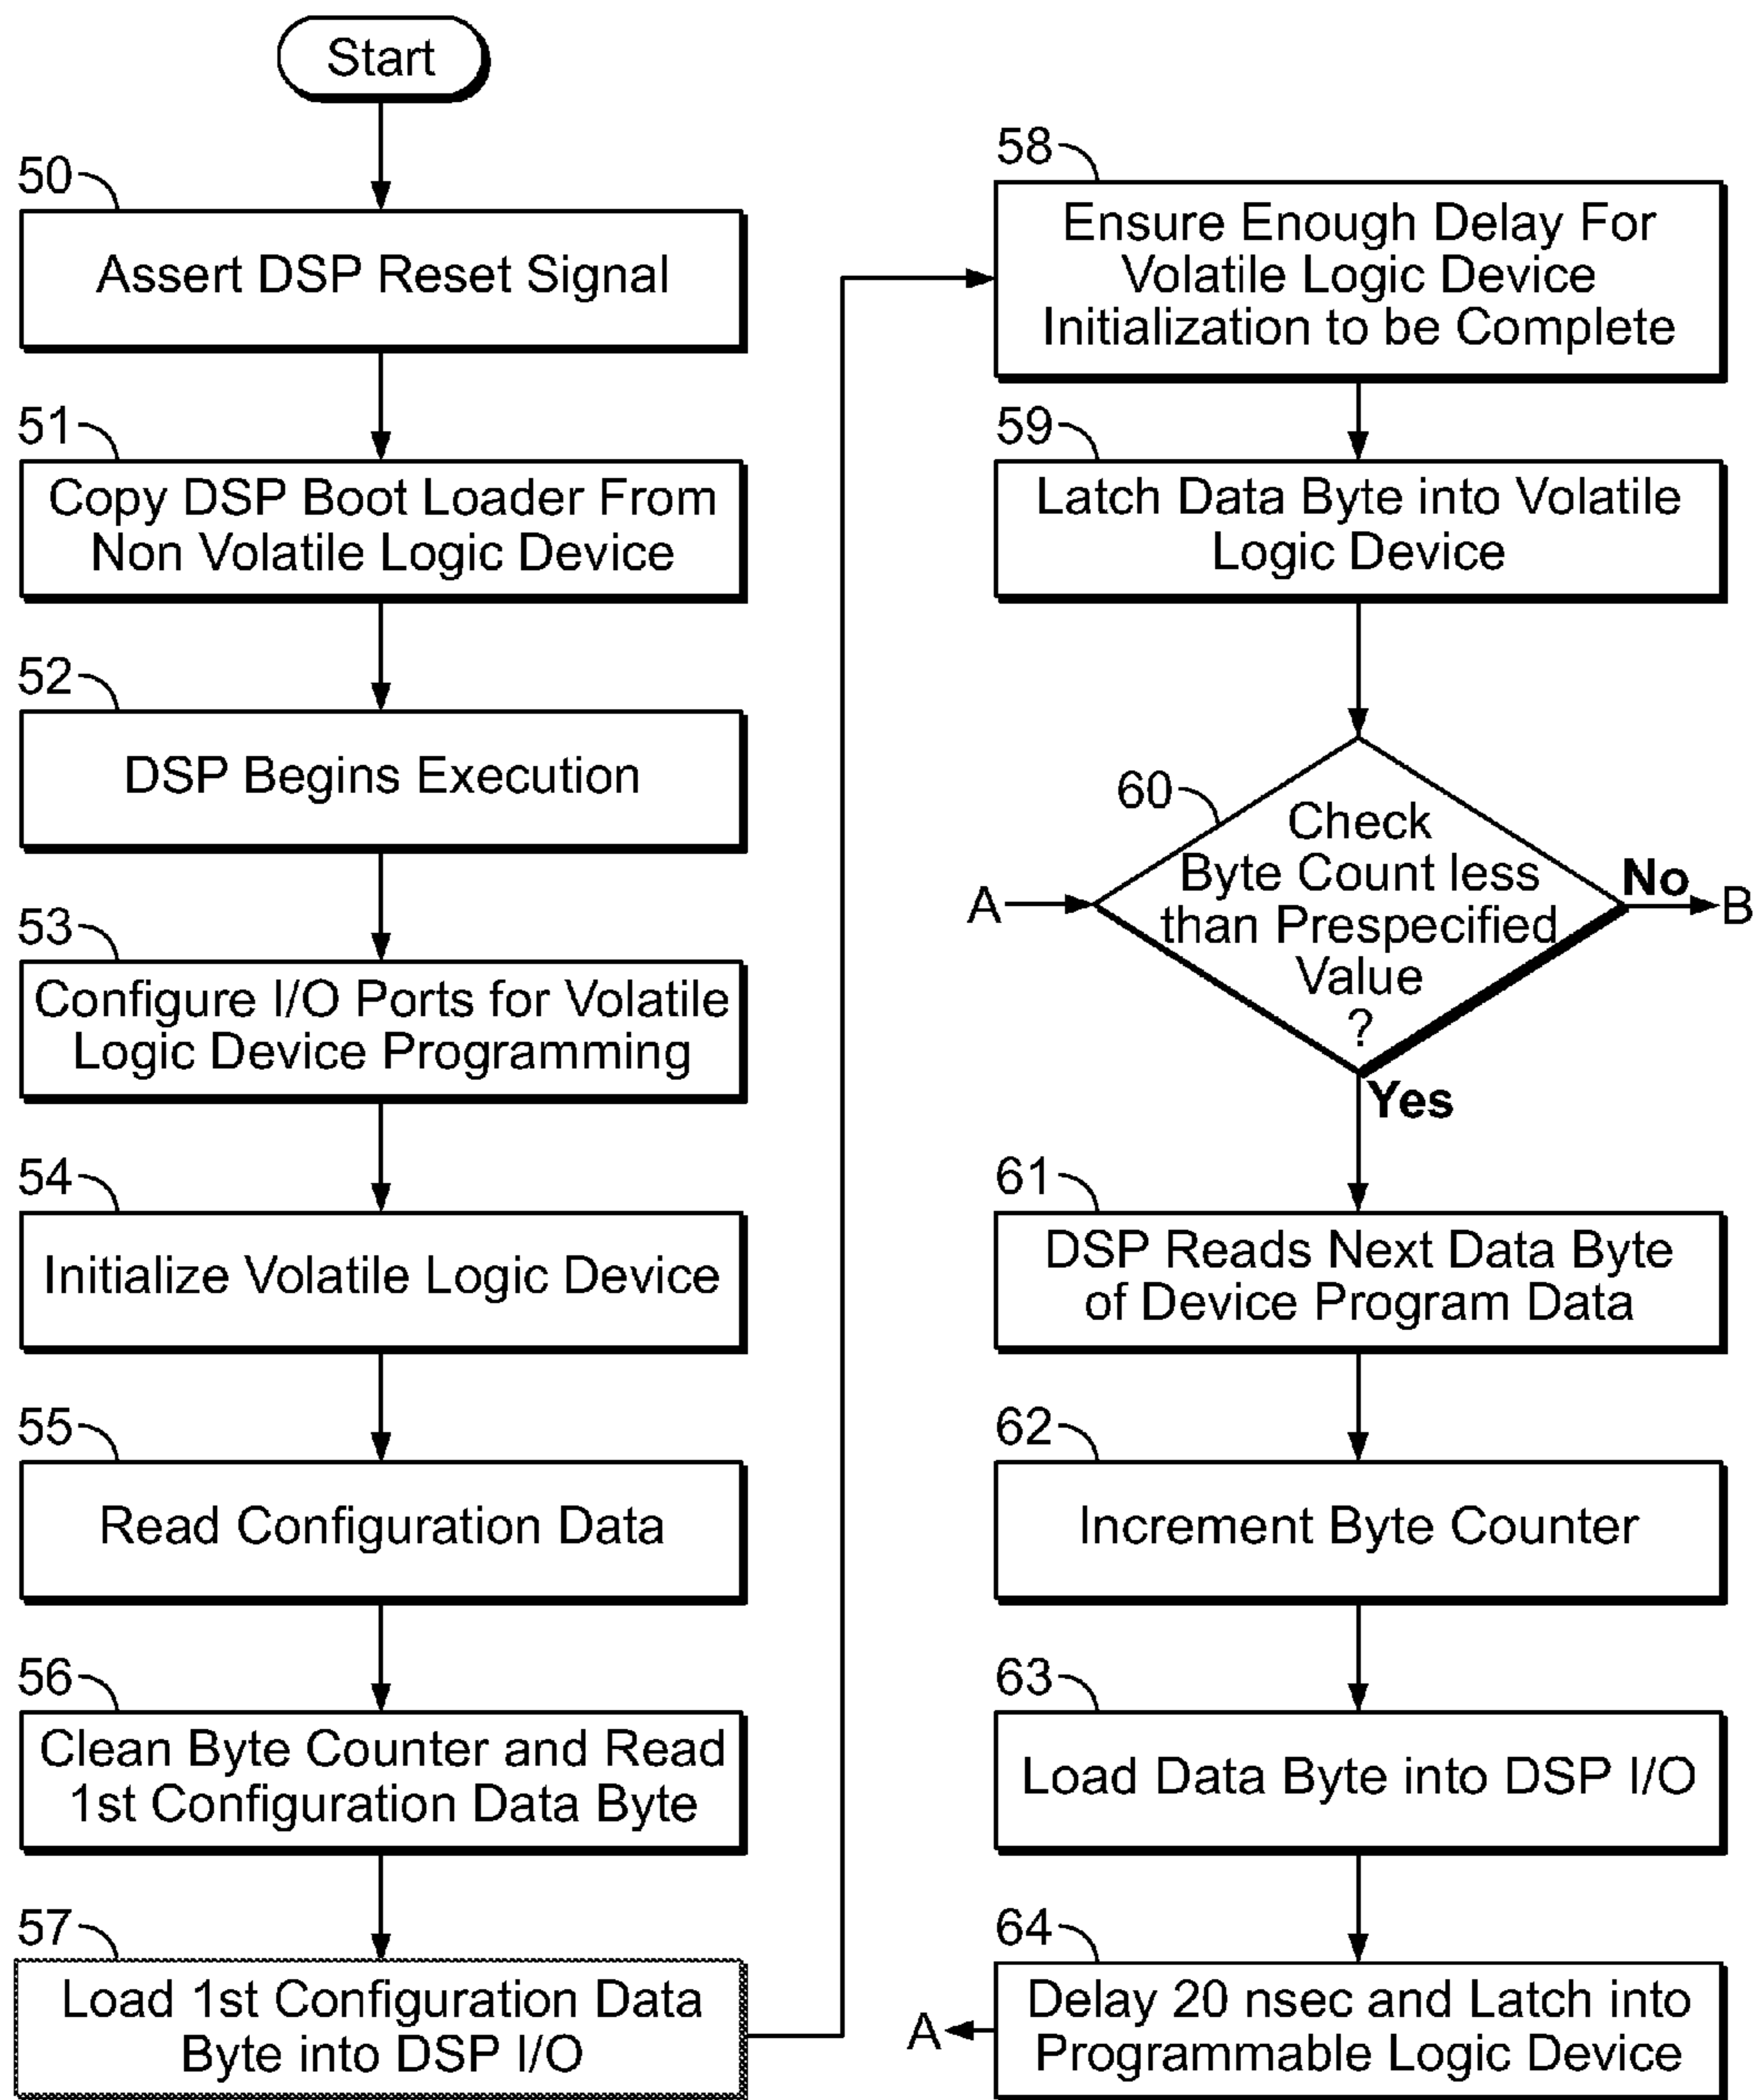 Start
50
Assert DSP Reset Signal
51
Copy DSP Boot Loader From
Non Volatile Logic Device
52
DSP Begins Execution
53
Configure I/O Ports for Volatile
Logic Device Programming
54
Initialize Volatile Logic Device
55
Read Configuration Data
56
Clean Byte Counter and Read
1st Configuration Data Byte
57
Load 1st Configuration Data
Byte into DSP I/O
58
Ensure Enough Delay For
Volatile Logic Device
Initialization to be Complete
59
Latch Data Byte into Volatile
Logic Device
60
Check
Byte Count less
than Prespecified
Value
?
A
No
B
Yes
61
DSP Reads Next Data Byte
of Device Program Data
62
Increment Byte Counter
63
Load Data Byte into DSP I/O
64
Delay 20 nsec and Latch into
Programmable Logic Device
A